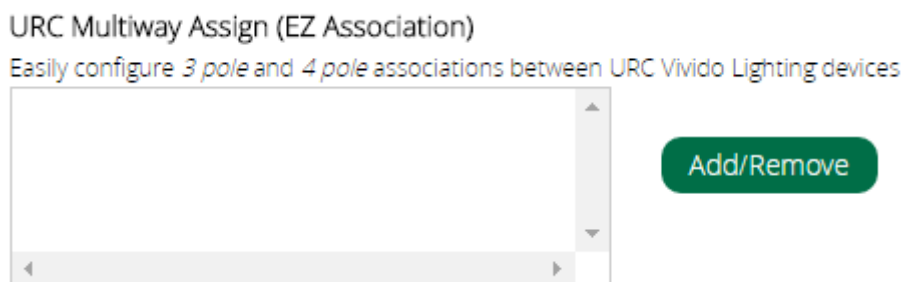 URC Multiway Assign (EZ Association)
Easily configure 3 pole and 4 pole associations between URC Vivido Lighting devices
Add/Remove